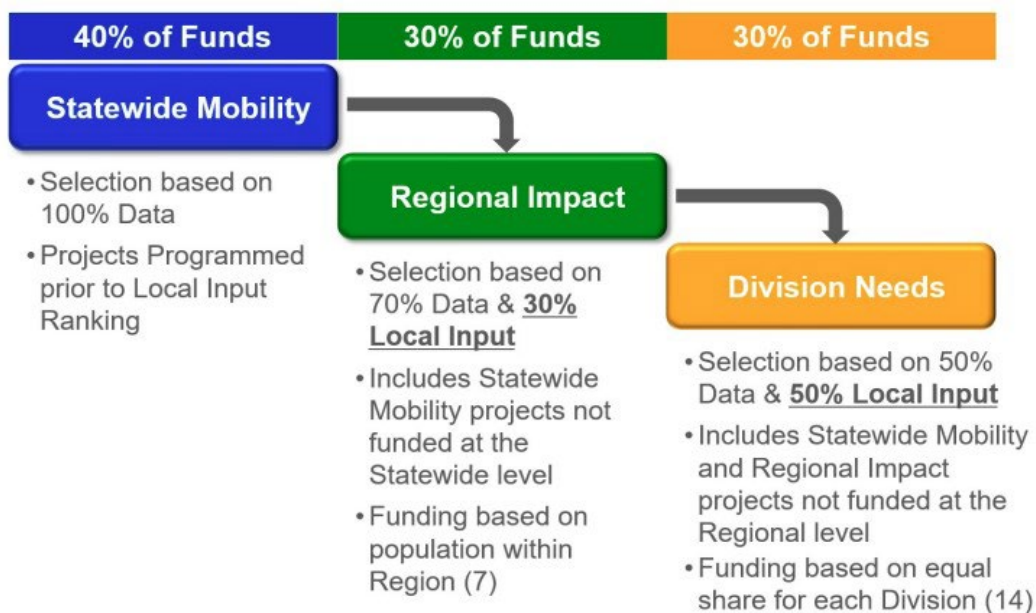 40% of Funds
30% of Funds
30% of Funds
Statewide Mobility
• Selection based on
100% Data
• Projects Programmed
prior to Local Input
Ranking
Regional Impact
• Selection based on
70% Data & 30%
Local Input
• Includes Statewide
Mobility projects not
funded at the
Statewide level
• Funding based on
population within
Region (7)
Division Needs
• Selection based on 50%
Data & 50% Local Input
• Includes Statewide Mobility
and Regional Impact
projects not funded at the
Regional level
• Funding based on equal
share for each Division (14)